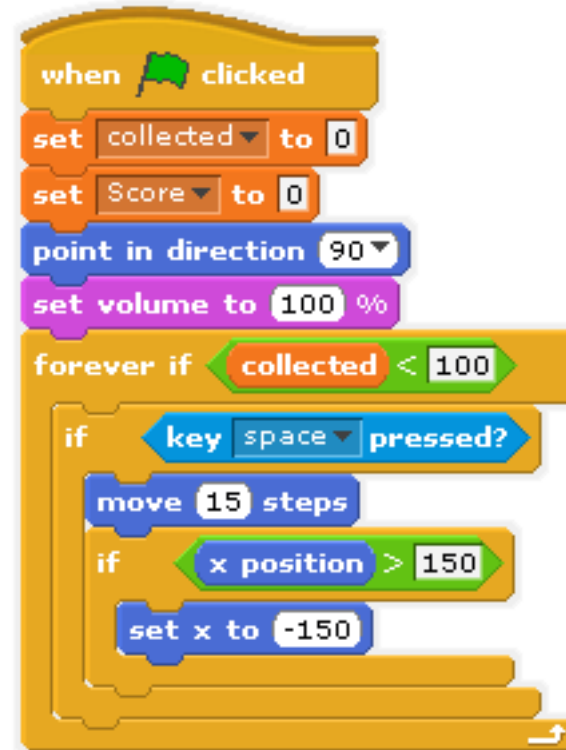 when clicked
set collected to 0
set Score to 0
point in direction 90
set volume to 100 %
forever if collected < 100
if key space pressed?
move 15 steps
if x position > 150
set x to -150